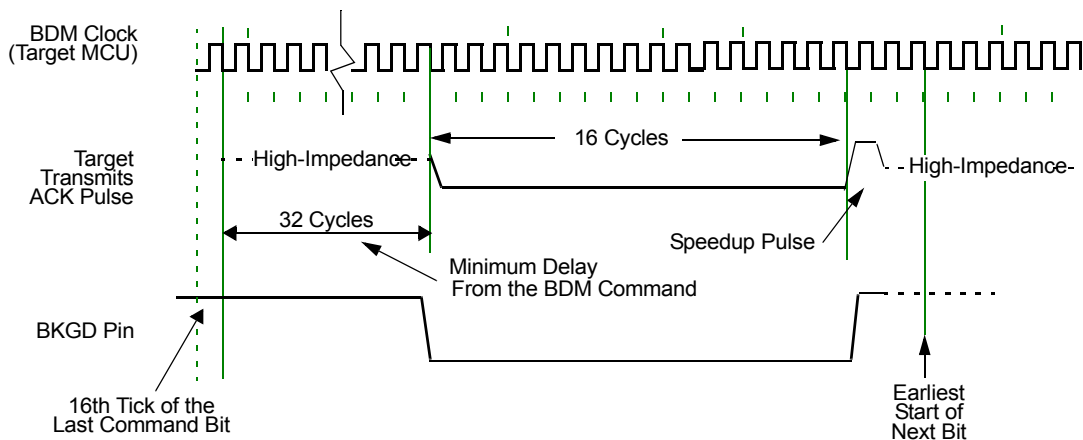 BDM Clock
(Target MCU)
16 Cycles
Target
Transmits
ACK Pulse
High-Impedance
High-Impedance
32 Cycles
Speedup Pulse
Minimum Delay
From the BDM Command
BKGD Pin
16th Tick of the
Last Command Bit
Earliest
Start of
Next Bit